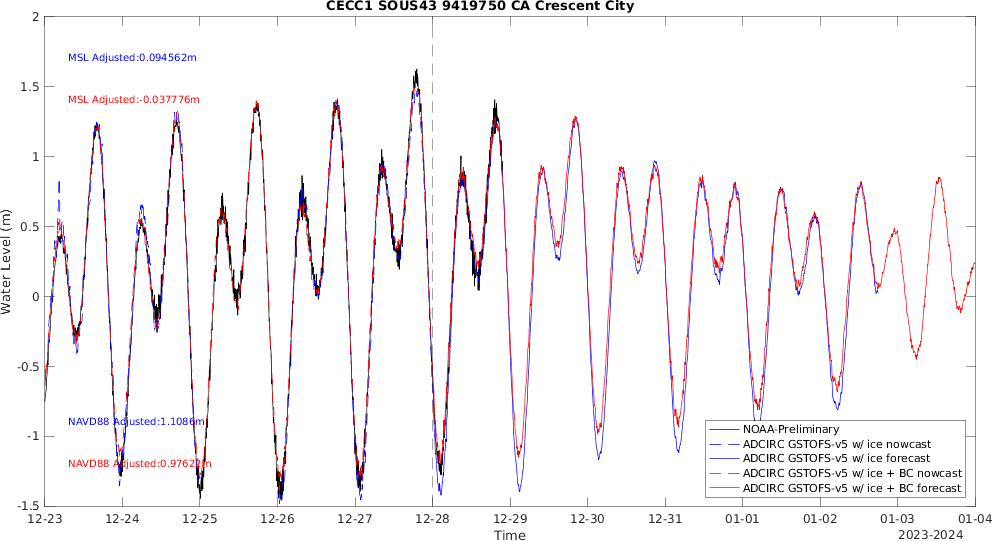 CECC1 SOUS43 9419750 CA Crescent City
2
1.5
1
0.5
0
-0.5
-1
-1.5
Water Level (m)
MSL Adjusted:0.094562m
MSL Adjusted:-0.037776m
NAVD88 Adjusted:1.1086m
NAVD88 Adjusted:0.97622m
NOAA-Preliminary
ADCIRC GSTOFS-v5 w/ ice nowcast
ADCIRC GSTOFS-v5 w/ ice forecast
ADCIRC GSTOFS-v5 w/ ice + BC nowcast
ADCIRC GSTOFS-v5 w/ ice + BC forecast
12-23 12-24 12-25 12-26 12-27 12-28 12-29 12-30 12-31 01-01 01-02 01-03 01-04
Time
2023-2024